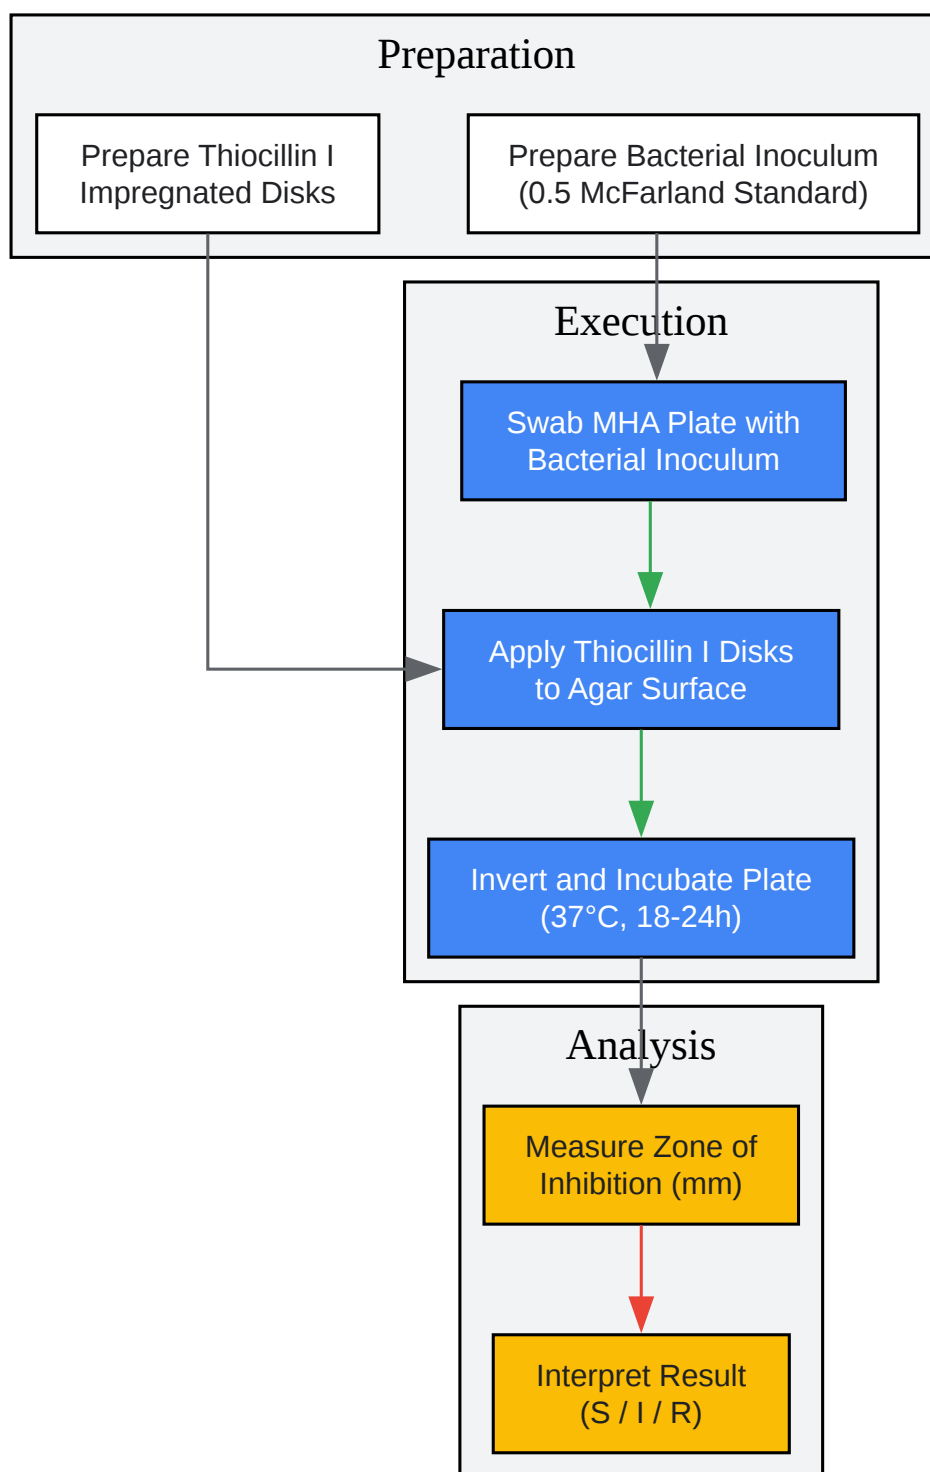 Preparation
Prepare Thiocillin I
Impregnated Disks
Prepare Bacterial Inoculum
(0.5 McFarland Standard)
Execution
Swab MHA Plate with
Bacterial Inoculum
Apply Thiocillin I Disks
to Agar Surface
Invert and Incubate Plate
(37°C, 18-24h)
Analysis
Measure Zone of
Inhibition (mm)
Interpret Result
(S / I / R)